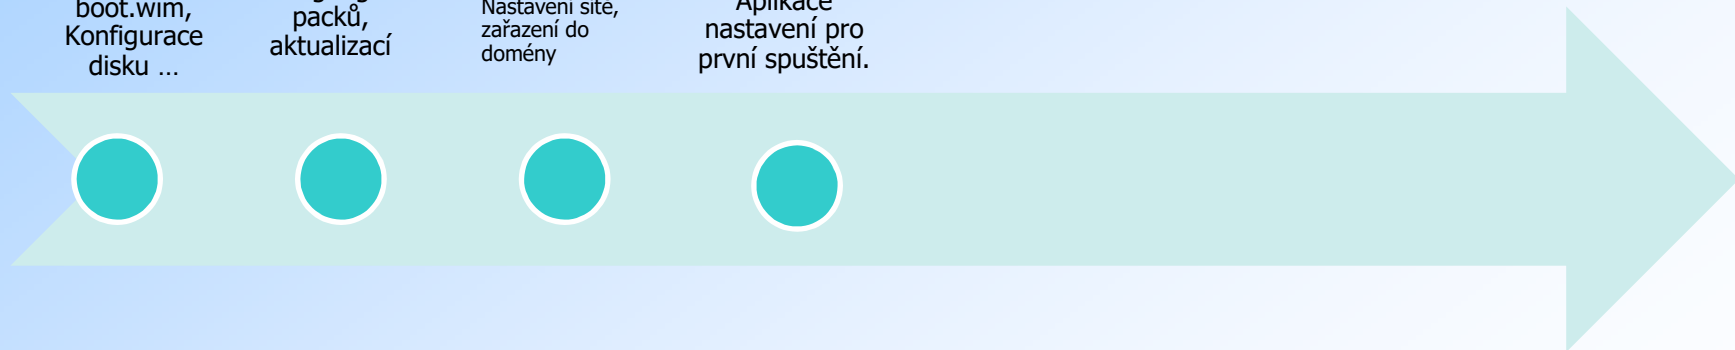 boot.wim,
Konfigurace
disku ...
packů,
aktualizací
Nastavení sítě,
zařazení do
domény
Aplikace
nastavení pro
první spuštění.